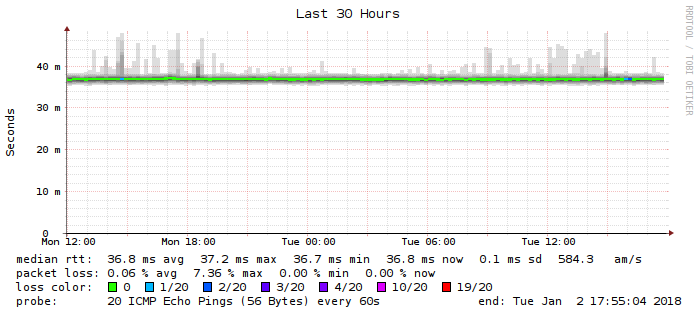 Last 30 Hours
RRDTOOL / TOBI OETIKER
Seconds
40 m
30 m
20 m
10 m
0
Mon 12:00 Mon 18:00 Tue 00:00 Tue 06:00 Tue 12:00
median rtt: 36.8 ms avg 37.2 ms max 36.7 ms min 36.8 ms now 0.1 ms sd 584.3 am/s
packet loss: 0.06 % avg 7.36 % max 0.00 % min 0.00 % now
loss color: 0 1/20 2/20 3/20 4/20 10/20 19/20
probe: 20 ICMP Echo Pings (56 Bytes) every 60s end: Tue Jan 2 17:55:04 2018